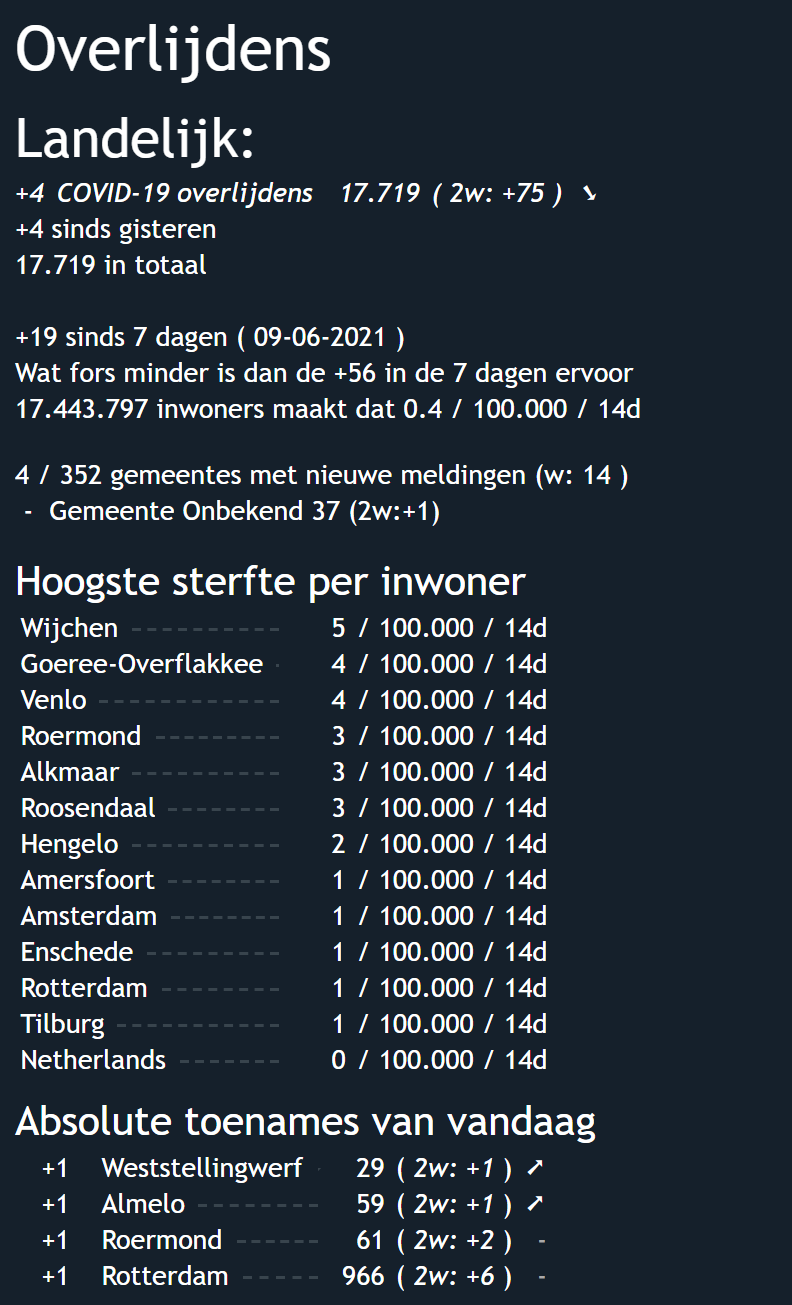 Overlijdens
Landelijk:
+4 COVID-19 overlijdens 17.719 ( 2w: +75 ) ➘
+4 sinds gisteren
17.719 in totaal
+19 sinds 7 dagen ( 09-06-2021 )
Wat fors minder is dan de +56 in de 7 dagen ervoor
17.443.797 inwoners maakt dat 0.4 / 100.000 / 14d
4 / 352 gemeentes met nieuwe meldingen (w: 14 )
- Gemeente Onbekend 37 (2w:+1)
Hoogste sterfte per inwoner
Wijchen ---------- 5 / 100.000 / 14d
Goeree-Overflakkee - 4 / 100.000 / 14d
Venlo ------------ 4 / 100.000 / 14d
Roermond -------- 3 / 100.000 / 14d
Alkmaar ---------- 3 / 100.000 / 14d
Roosendaal ------- 3 / 100.000 / 14d
Hengelo ---------- 2 / 100.000 / 14d
Amersfoort ------- 1 / 100.000 / 14d
Amsterdam ------- 1 / 100.000 / 14d
Enschede --------- 1 / 100.000 / 14d
Rotterdam -------- 1 / 100.000 / 14d
Tilburg ----------- 1 / 100.000 / 14d
Netherlands ------- 0 / 100.000 / 14d
Absolute toenames van vandaag
+1 Weststellingwerf - 29 ( 2w: +1 ) ➚
+1 Almelo -------- 59 ( 2w: +1 ) ➚
+1 Roermond ------ 61 ( 2w: +2 ) -
+1 Rotterdam ----- 966 ( 2w: +6 ) -